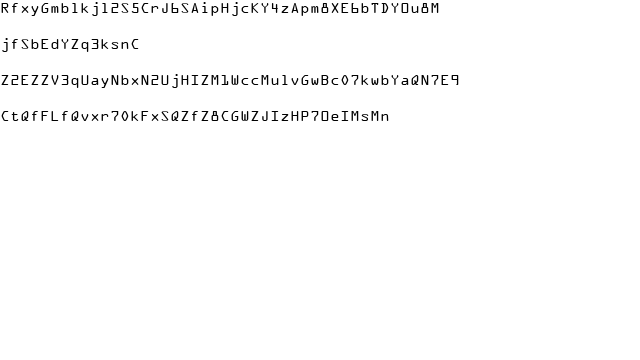 RfxyGmblkjl2S5CrJ6SAipHjcKY4zApm8XE6bTDYOu8M
jfSbEdYZq3ksnC
Z2EZZV3qUayNbxN2UjHIZM1WccMulvGwBc07kwbYaQN7E9
CtQfFLfQvxr70kFxSQZfZ8CGWZJIzHP7OeIMsMn